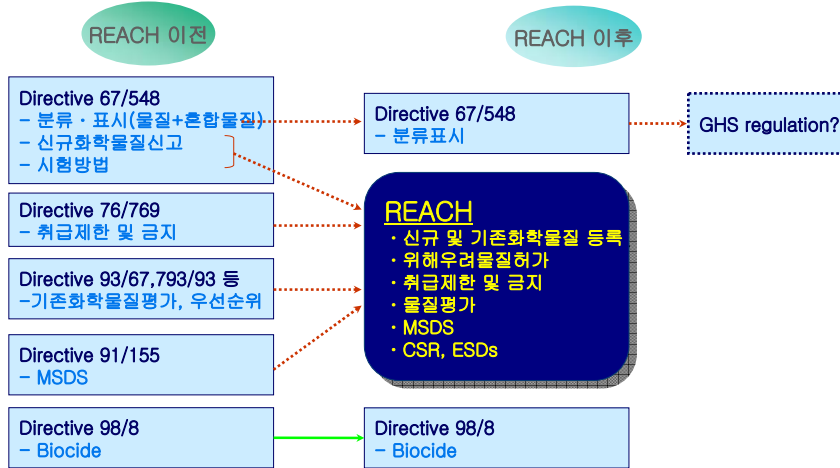 REACH 이전
REACH 이후
Directive 67/548
- 분류 · 표시(물질+혼합물질)
- 신규화학물질신고
- 시험방법
Directive 67/548
- 분류표시
GHS regulation?
Directive 76/769
- 취급제한 및 금지
Directive 93/67,793/93 등
-기존화학물질평가, 우선순위
Directive 91/155
- MSDS
REACH
· 신규 및 기존화학물질 등록
· 위해우려물질허가
· 취급제한 및 금지
· 물질평가
· MSDS
· CSR, ESDs
Directive 98/8
- Biocide
Directive 98/8
- Biocide